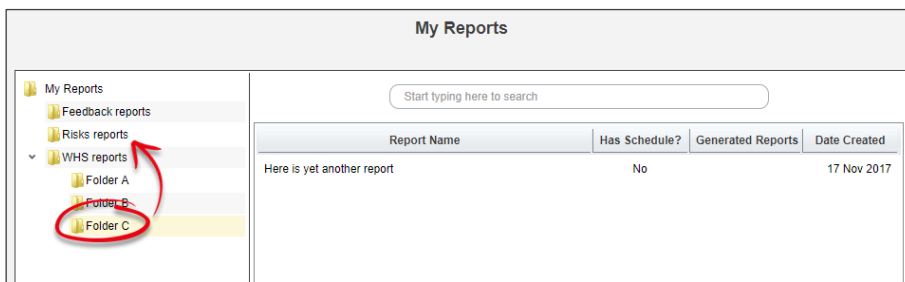 My Reports
My Reports
Feedback reports
Risks reports
WHS reports
Folder A
Folder B
Folder C
Start typing here to search
Report Name Has Schedule? Generated Reports Date Created
Here is yet another report No 17 Nov 2017